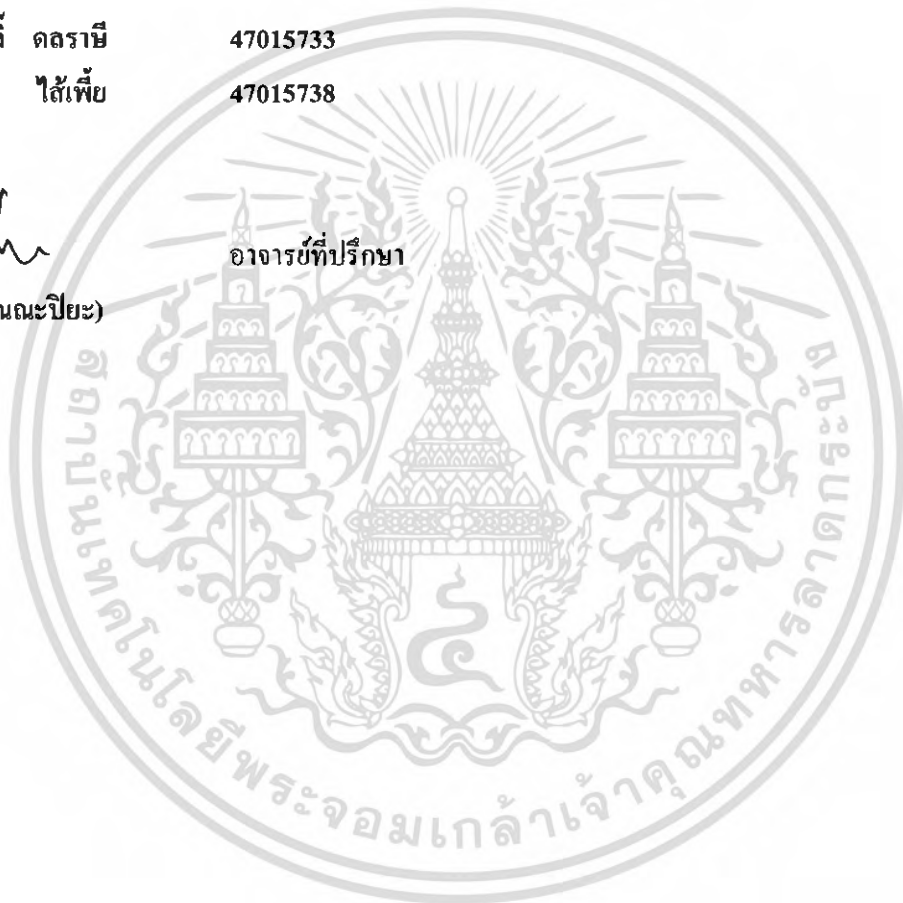 ดลราษี 47015733
ไส้เพี้ย 47015738
อาจารย์ที่ปรึกษา
ณณะปิยะ)
สถาบันเทคโนโลยีพระจอมเกล้าเจ้าคุณทหารลาดกระบัง